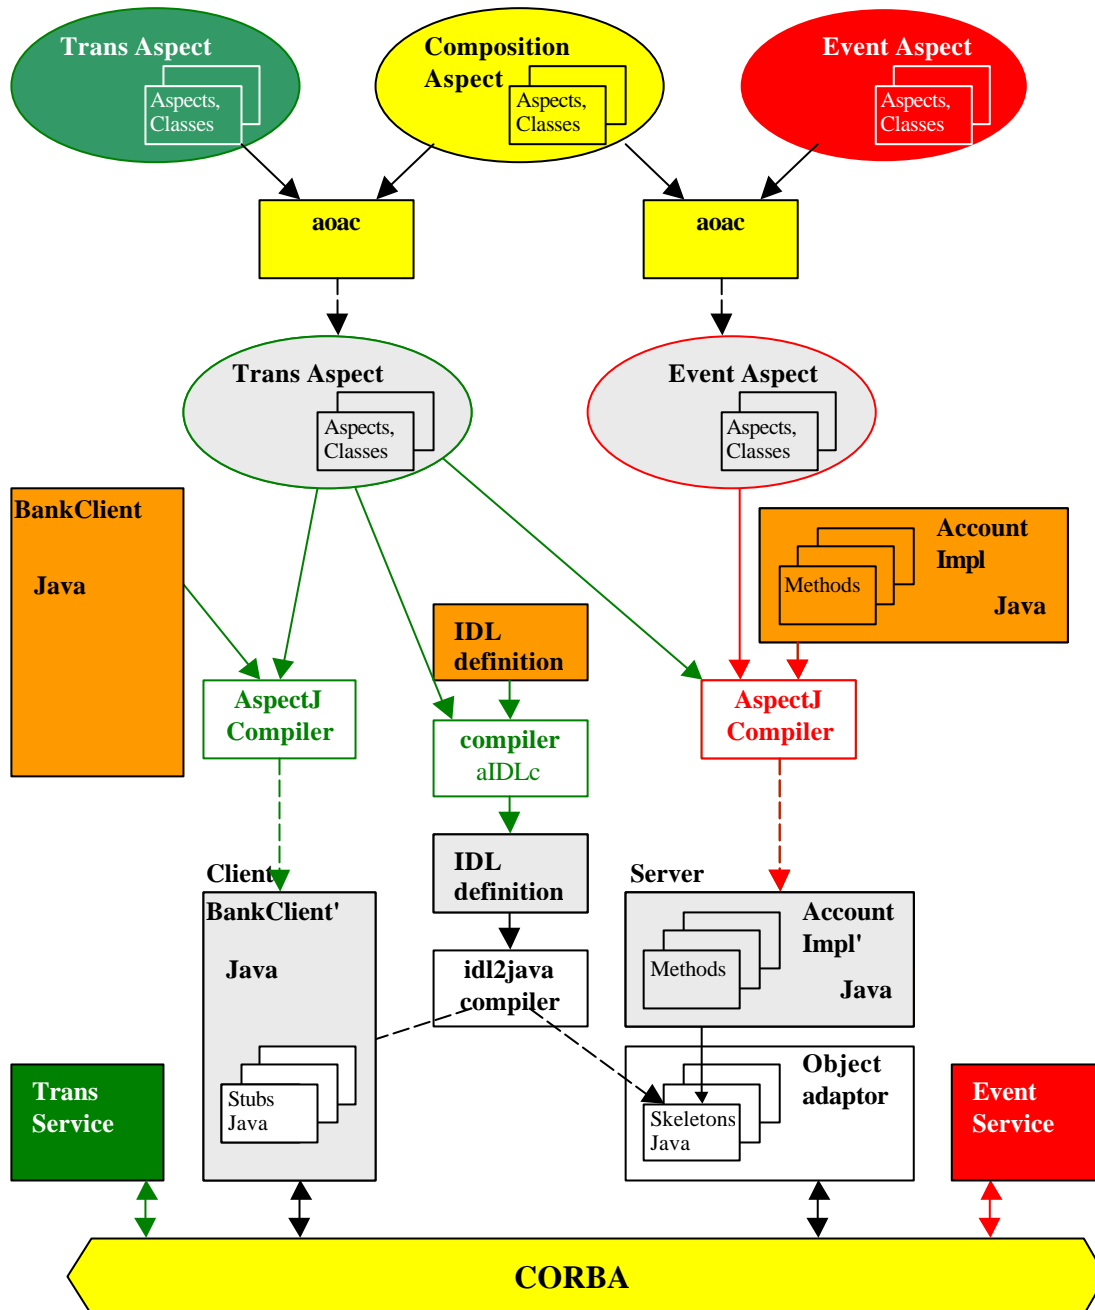 Trans Aspect
Aspects,
Classes
Composition
Aspect
Aspects,
Classes
Event Aspect
Aspects,
Classes
aoac
aoac
Trans Aspect
Aspects,
Classes
Event Aspect
Aspects,
Classes
BankClient
Java
Account
Impl
Methods
Java
IDL
definition
AspectJ
Compiler
compiler
aIDLc
AspectJ
Compiler
IDL
definition
Client
BankClient'
Java
Stubs
Java
idl2java
compiler
Server
Account
Impl'
Methods
Java
Object
adaptor
Skeletons
Java
Trans
Service
Event
Service
CORBA